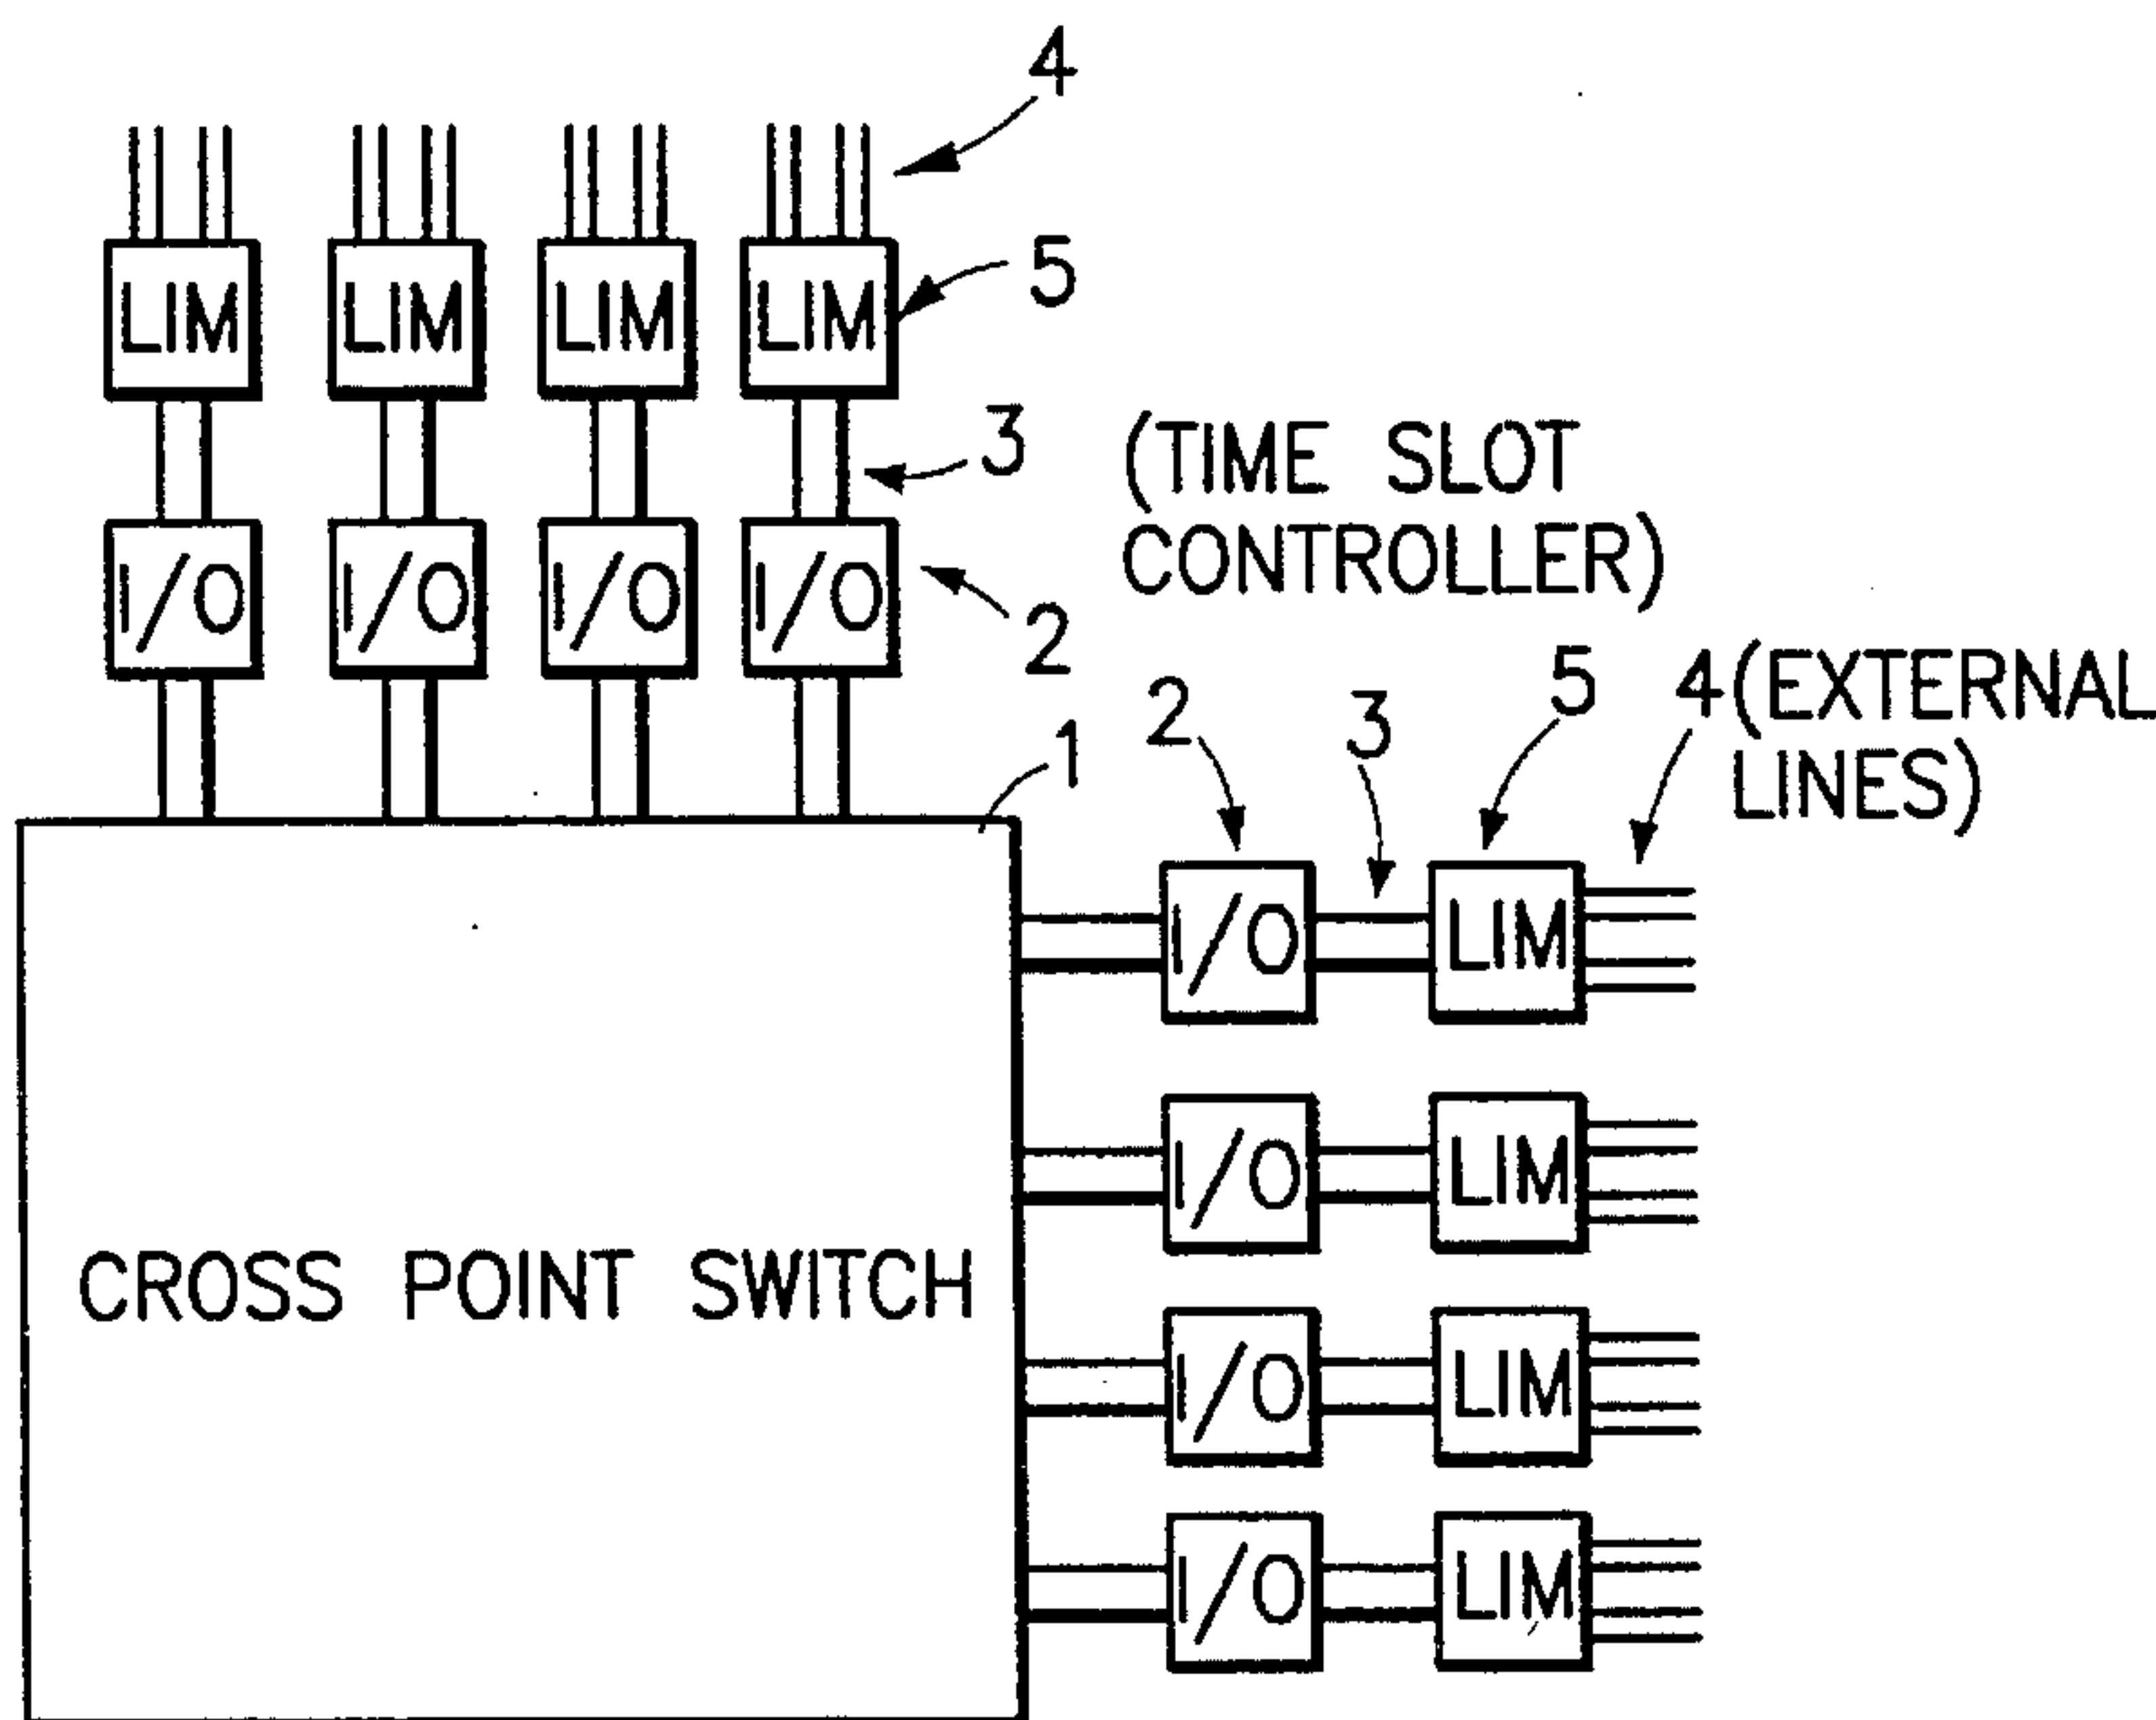 4
LIM LIM LIM LIM 5
3 (TIME SLOT
CONTROLLER)
I/O I/O I/O I/O 2
1 2 3 5 4(EXTERNAL
LINES)
I/O LIM
I/O LIM
CROSS POINT SWITCH
I/O LIM
I/O LIM